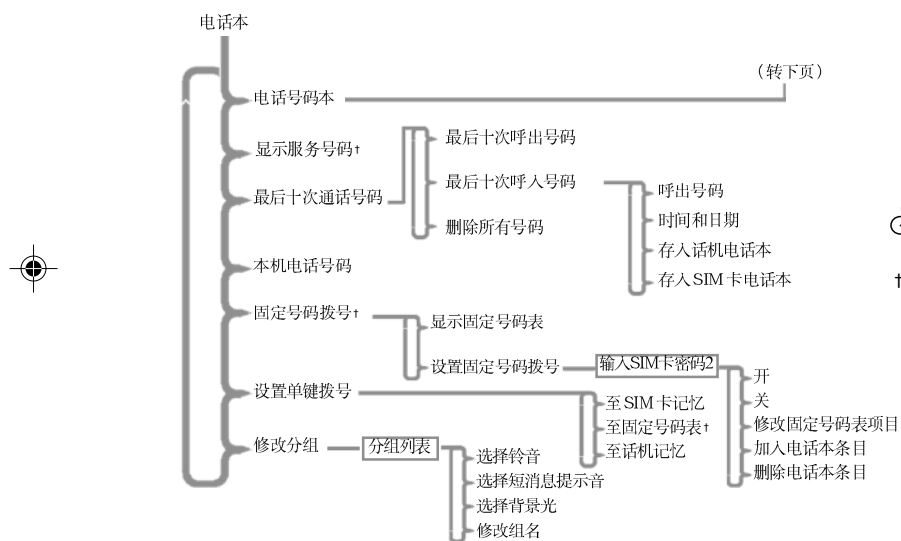 电话本
（转下页）
电话号码本
显示服务号码†
最后十次通话号码
最后十次呼出号码
最后十次呼入号码
删除所有号码
呼出号码
时间和日期
存入话机电话本
存入SIM卡电话本
†
本机电话号码
固定号码拨号†
显示固定号码表
设置固定号码拨号
输入SIM卡密码2
开
关
修改固定号码表项目
加入电话本条目
删除电话本条目
设置单键拨号
至SIM卡记忆
至固定号码表†
至话机记忆
修改分组
分组列表
选择铃音
选择短消息提示音
选择背景光
修改组名